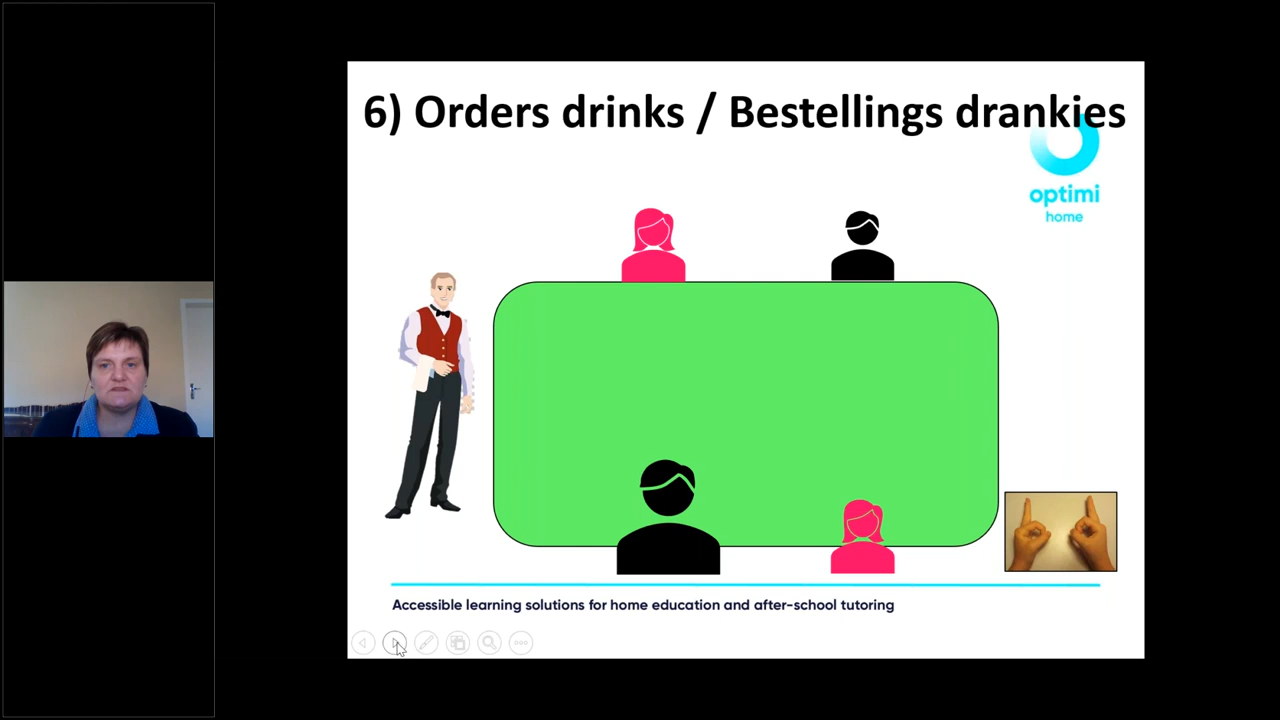 6) Orders drinks / Bestellings drankies
optimi
home
Accessible learning solutions for home education and after-school tutoring